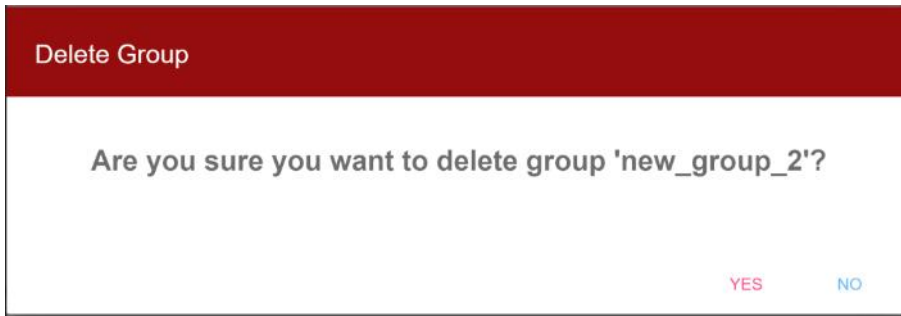 Delete Group
Are you sure you want to delete group 'new_group_2'?
YES NO